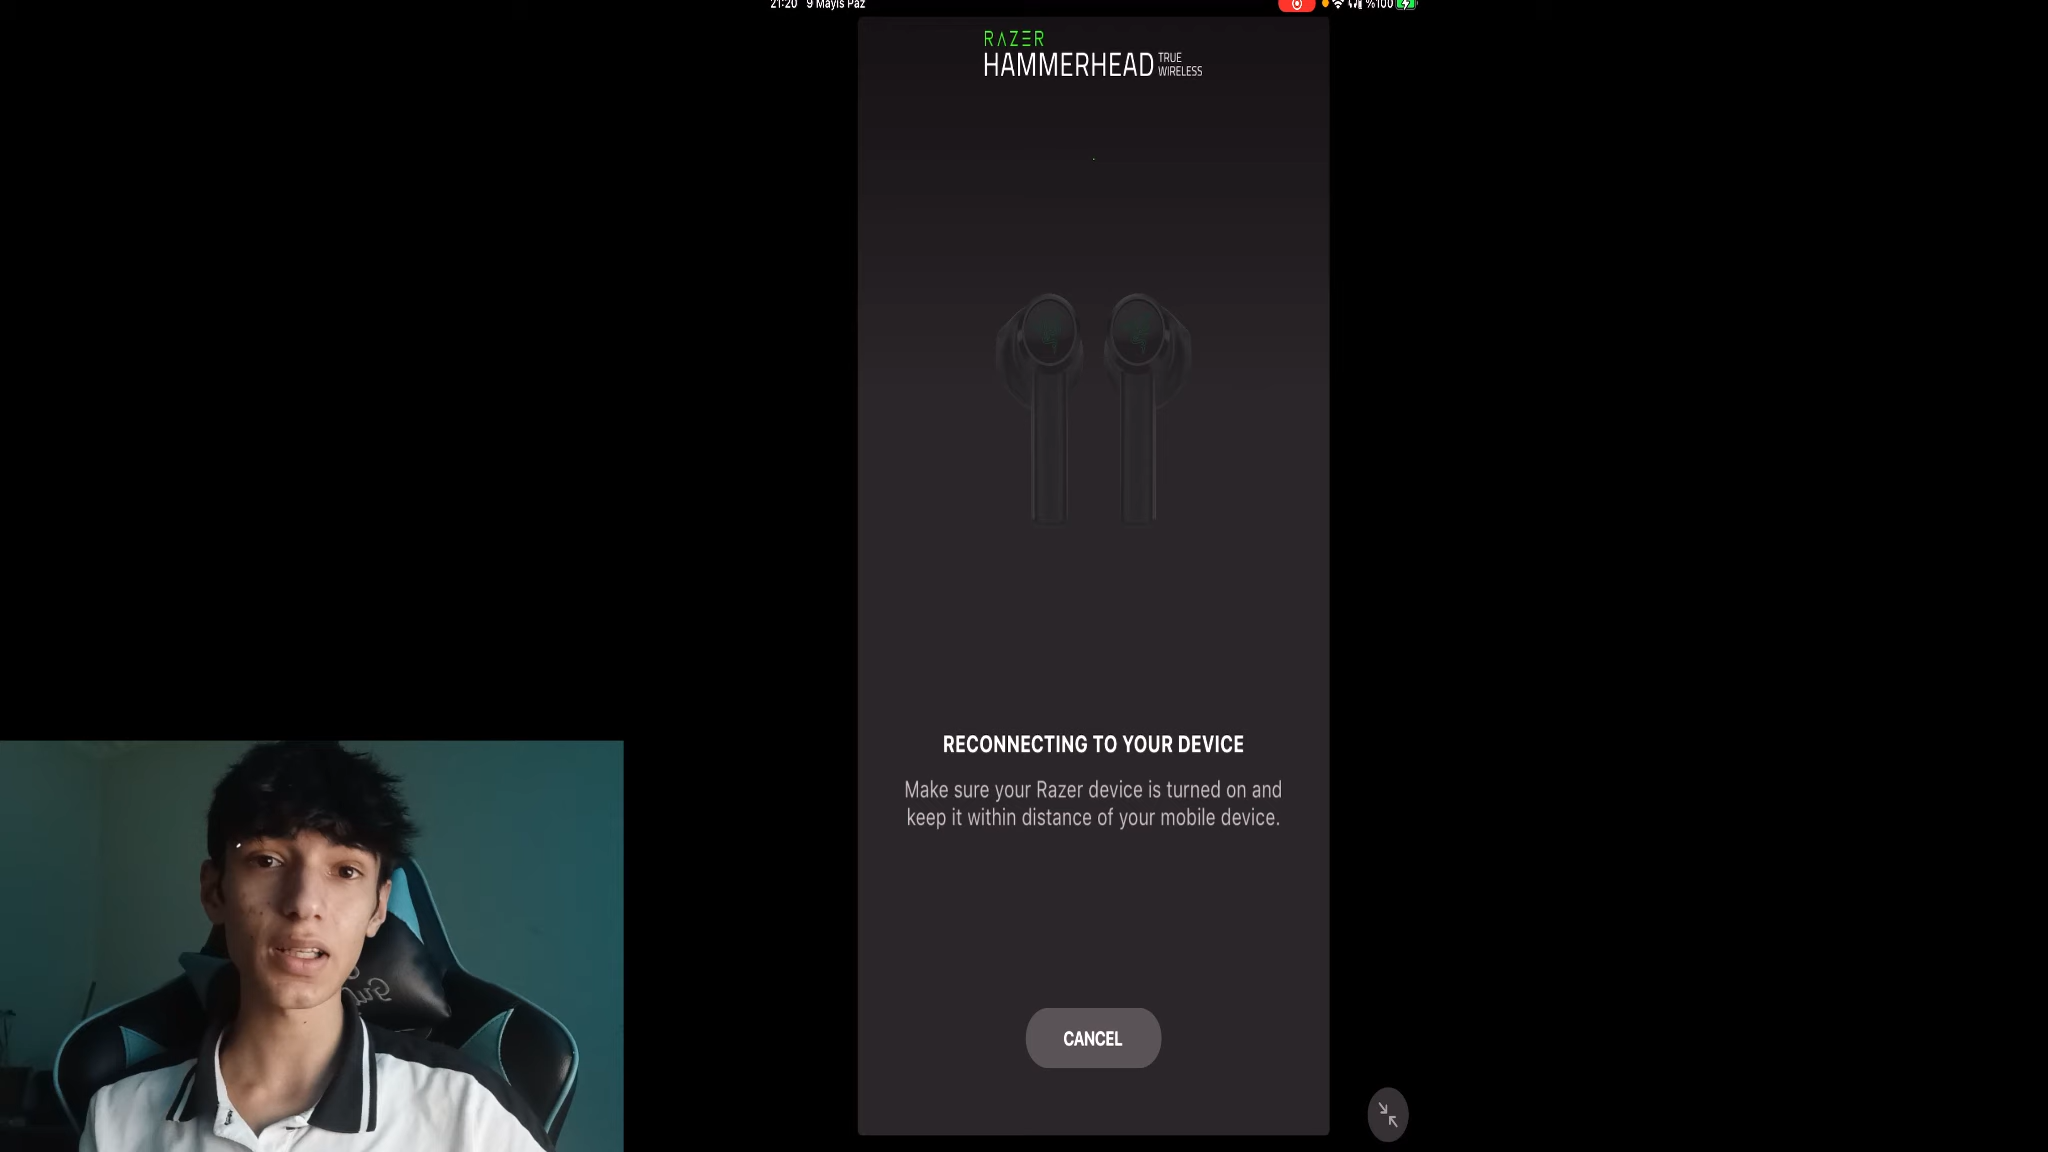 21:20 9 Mayıs Paz
%100
RAZER
HAMMERHEAD TRUE
WIRELESS
RECONNECTING TO YOUR DEVICE
Make sure your Razer device is turned on and
keep it within distance of your mobile device.
CANCEL